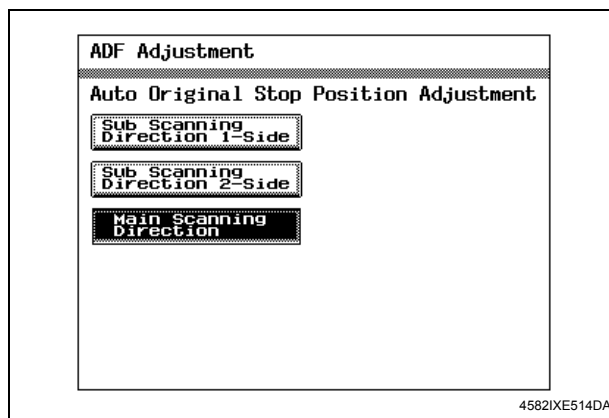 ADF Adjustment
Auto Original Stop Position Adjustment
Sub Scanning
Direction 1-Side
Sub Scanning
Direction 2-Side
Main Scanning
Direction
4582IXE514DA